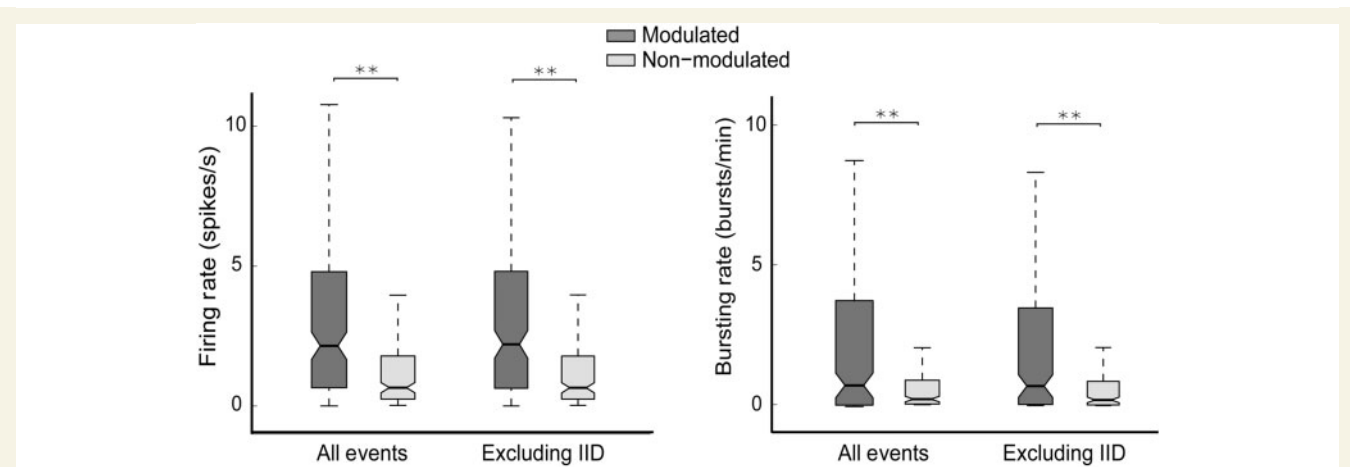 Modulated
Non-modulated
Firing rate (spikes/s)
10
5
0
**
**
All events
Excluding IID
Bursting rate (bursts/min)
10
5
0
**
**
All events
Excluding IID